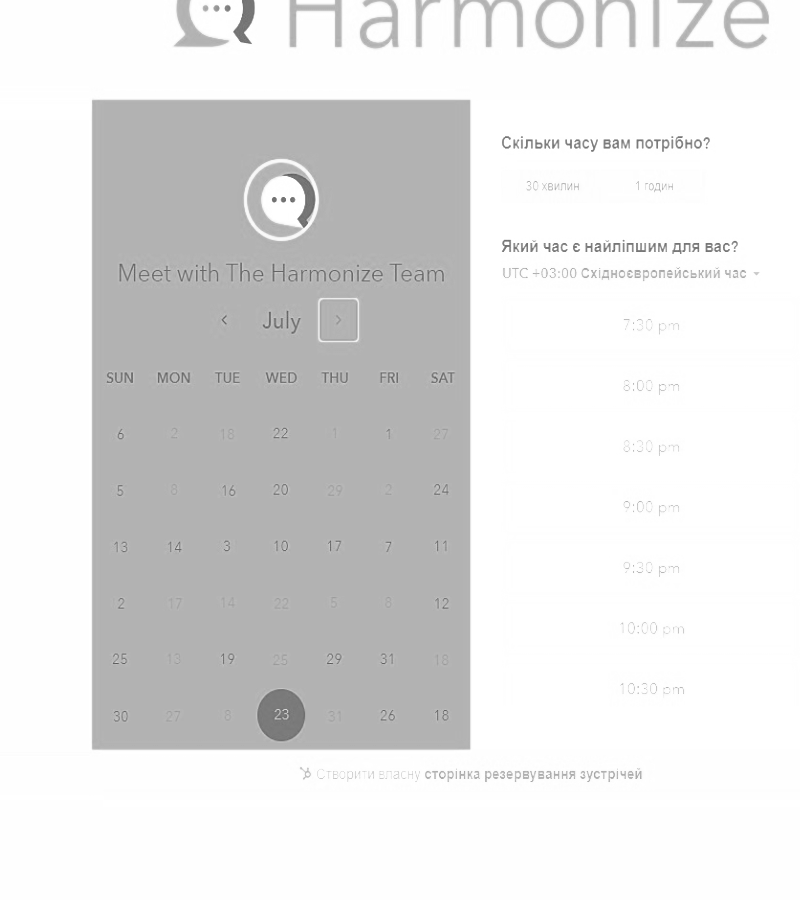 Harmonize
Meet with The Harmonize Team
July
SUN MON TUE WED THU FRI SAT
6 2 18 22 1 1 27
5 8 16 20 29 2 24
13 14 3 10 17 7 11
2 17 14 22 5 8 12
25 13 19 25 29 31 18
30 27 8 23 31 26 18
Скільки часу вам потрібно?
30 хвилин 1 годин
Який час є найліпшим для вас?
UTC +03:00 Східноєвропейський час
7:30 pm
8:00 pm
8:30 pm
9:00 pm
9:30 pm
10:00 pm
10:30 pm
Створити власну сторінка резервування зустрічей